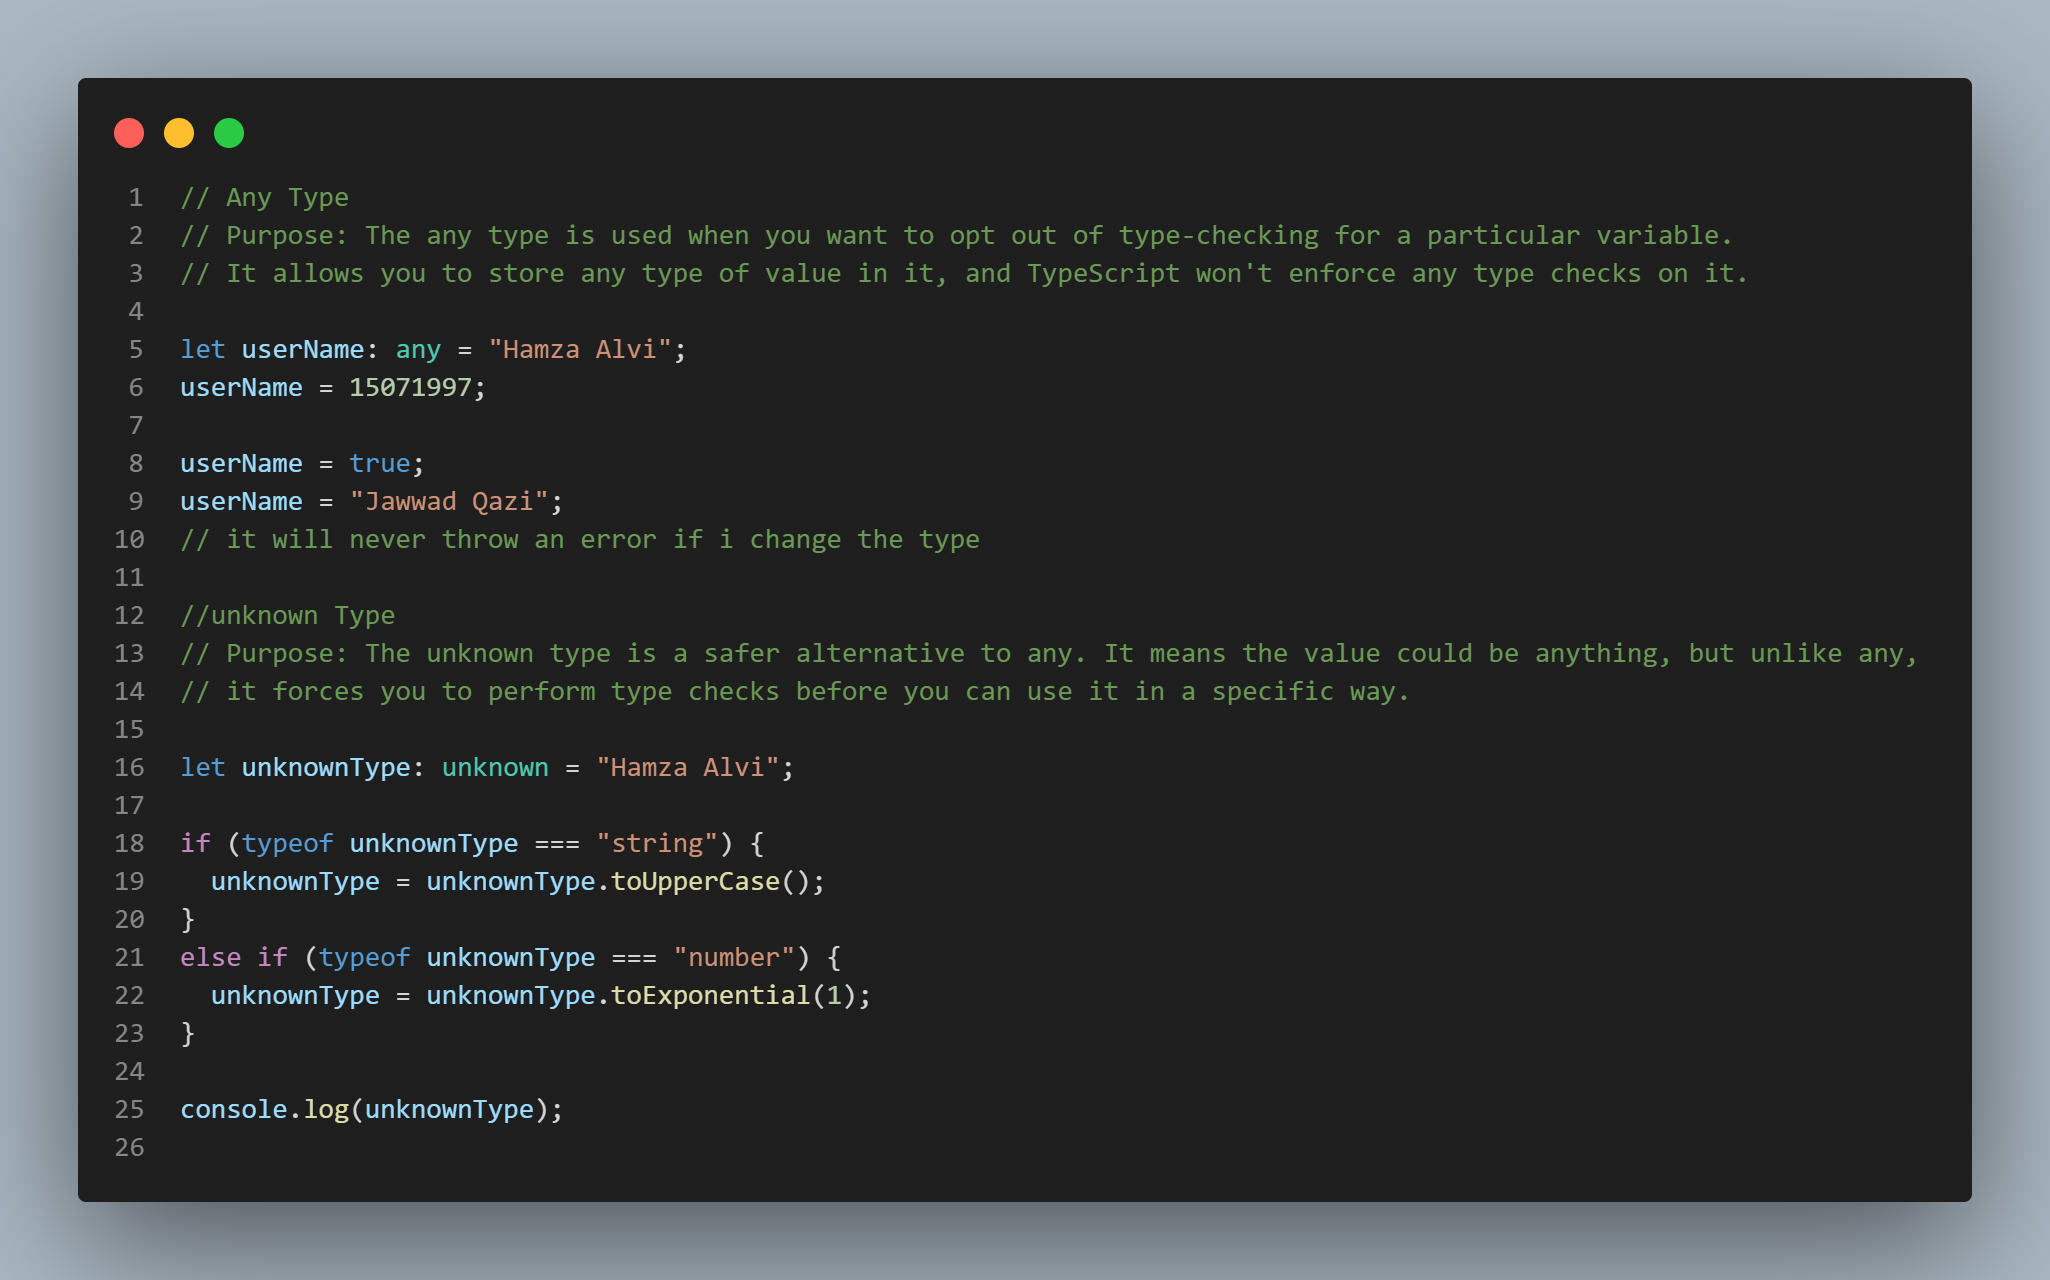 1 // Any Type
2 // Purpose: The any type is used when you want to opt out of type-checking for a particular variable.
3 // It allows you to store any type of value in it, and TypeScript won't enforce any type checks on it.
4
5 let userName: any = "Hamza Alvi";
6 userName = 15071997;
7
8 userName = true;
9 userName = "Jawwad Qazi";
10 // it will never throw an error if i change the type
11
12 //unknown Type
13 // Purpose: The unknown type is a safer alternative to any. It means the value could be anything, but unlike any,
14 // it forces you to perform type checks before you can use it in a specific way.
15
16 let unknownType: unknown = "Hamza Alvi";
17
18 if (typeof unknownType === "string") {
19   unknownType = unknownType.toUpperCase();
20 }
21 else if (typeof unknownType === "number") {
22   unknownType = unknownType.toExponential(1);
23 }
24
25 console.log(unknownType);
26